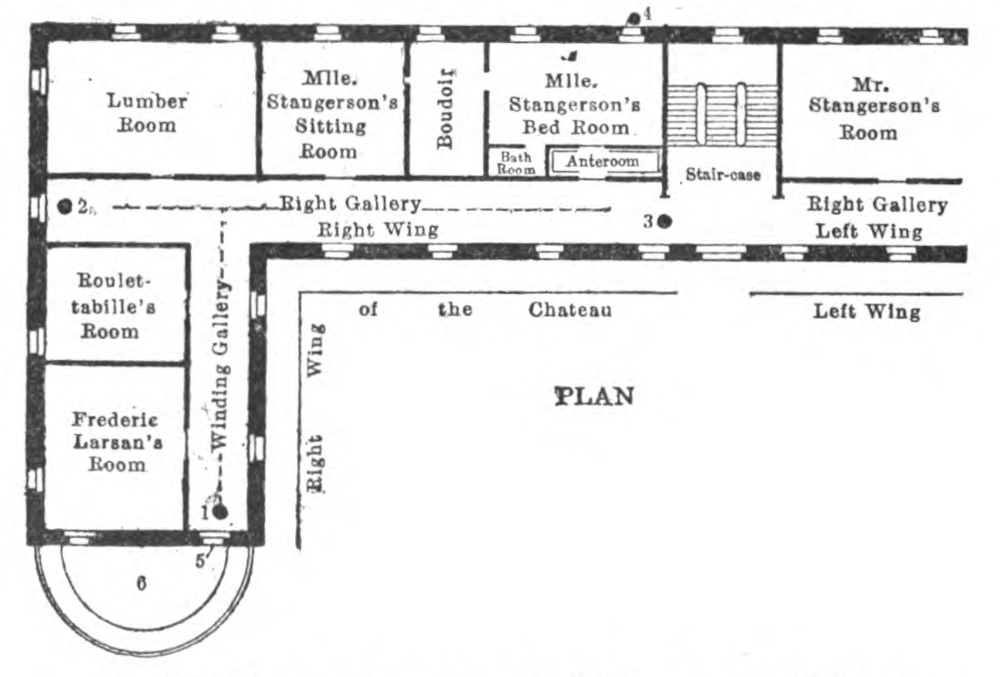 4
Lumber
Room
Mlle.
Stangerson's
Sitting
Room
Boudoir
Mlle.
Stangerson's
Bed Room
Bath
Room
Anteroom
Stair-case
Mr.
Stangerson's
Room
2
Right Gallery
Right Wing
3
Right Gallery
Left Wing
Roulet-
tabille's
Room
Winding Gallery
Frederic
Larsan's
Room
1
5
6
of the Chateau
Left Wing
Right Wing
PLAN